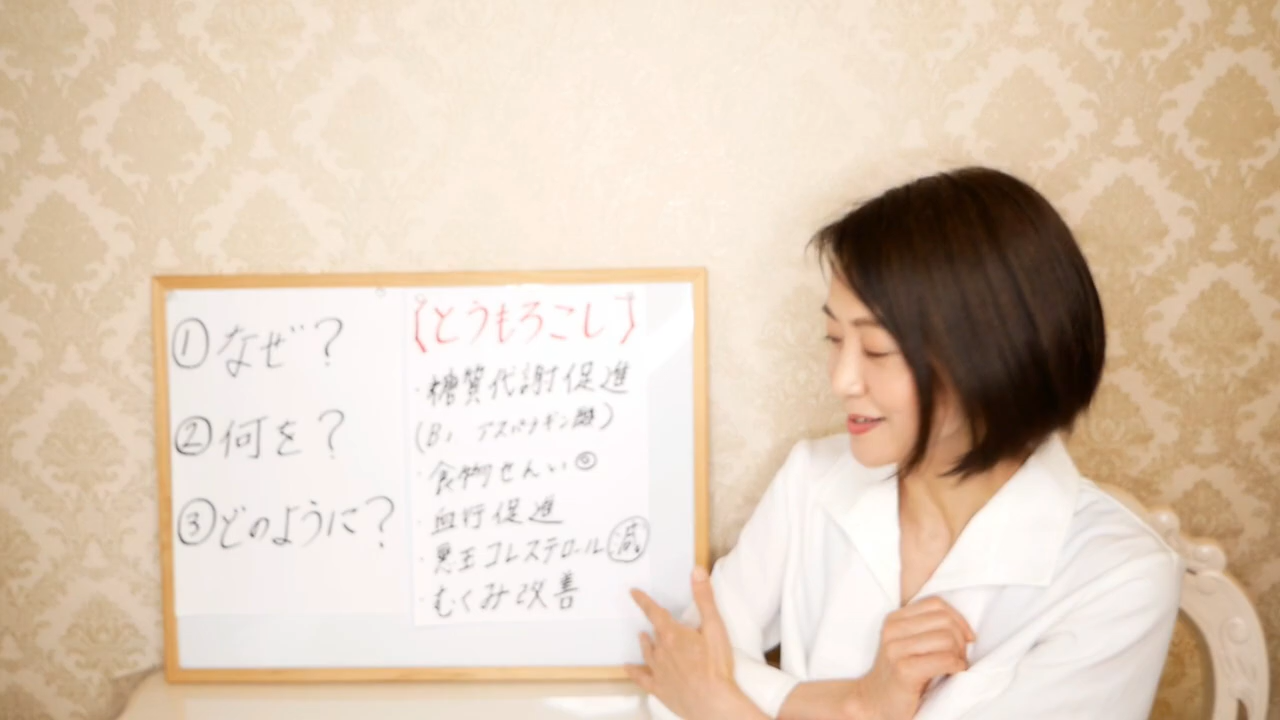 ① なぜ?
② 何を?
③ どのように?
【とうもろこし】
・糖質代謝促進
(B₁ アスパラギン酸)
・食物せんい◎
・血行促進
・悪玉コレステロール減
・むくみ改善